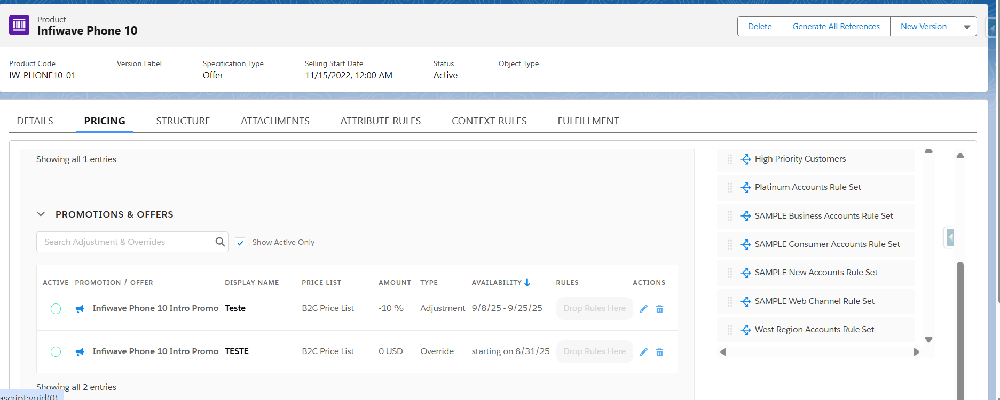 Product
Infiwave Phone 10
Delete
Generate All References
New Version
Product Code
Version Label
Specification Type
Selling Start Date
Status
Object Type
IW-PHONE10-01
Offer
11/15/2022, 12:00 AM
Active
DETAILS
PRICING
STRUCTURE
ATTACHMENTS
ATTRIBUTE RULES
CONTEXT RULES
FULFILLMENT
Showing all 1 entries
PROMOTIONS & OFFERS
Search Adjustment & Overrides
Show Active Only
ACTIVE PROMOTION / OFFER DISPLAY NAME PRICE LIST AMOUNT TYPE AVAILABILITY RULES ACTIONS
Infiwave Phone 10 Intro Promo Teste B2C Price List -10 % Adjustment 9/8/25 - 9/25/25 Drop Rules Here
Infiwave Phone 10 Intro Promo TESTE B2C Price List 0 USD Override starting on 8/31/25 Drop Rules Here
Showing all 2 entries
ascript:void(0)
High Priority Customers
Platinum Accounts Rule Set
SAMPLE Business Accounts Rule Set
SAMPLE Consumer Accounts Rule Set
SAMPLE New Accounts Rule Set
SAMPLE Web Channel Rule Set
West Region Accounts Rule Set